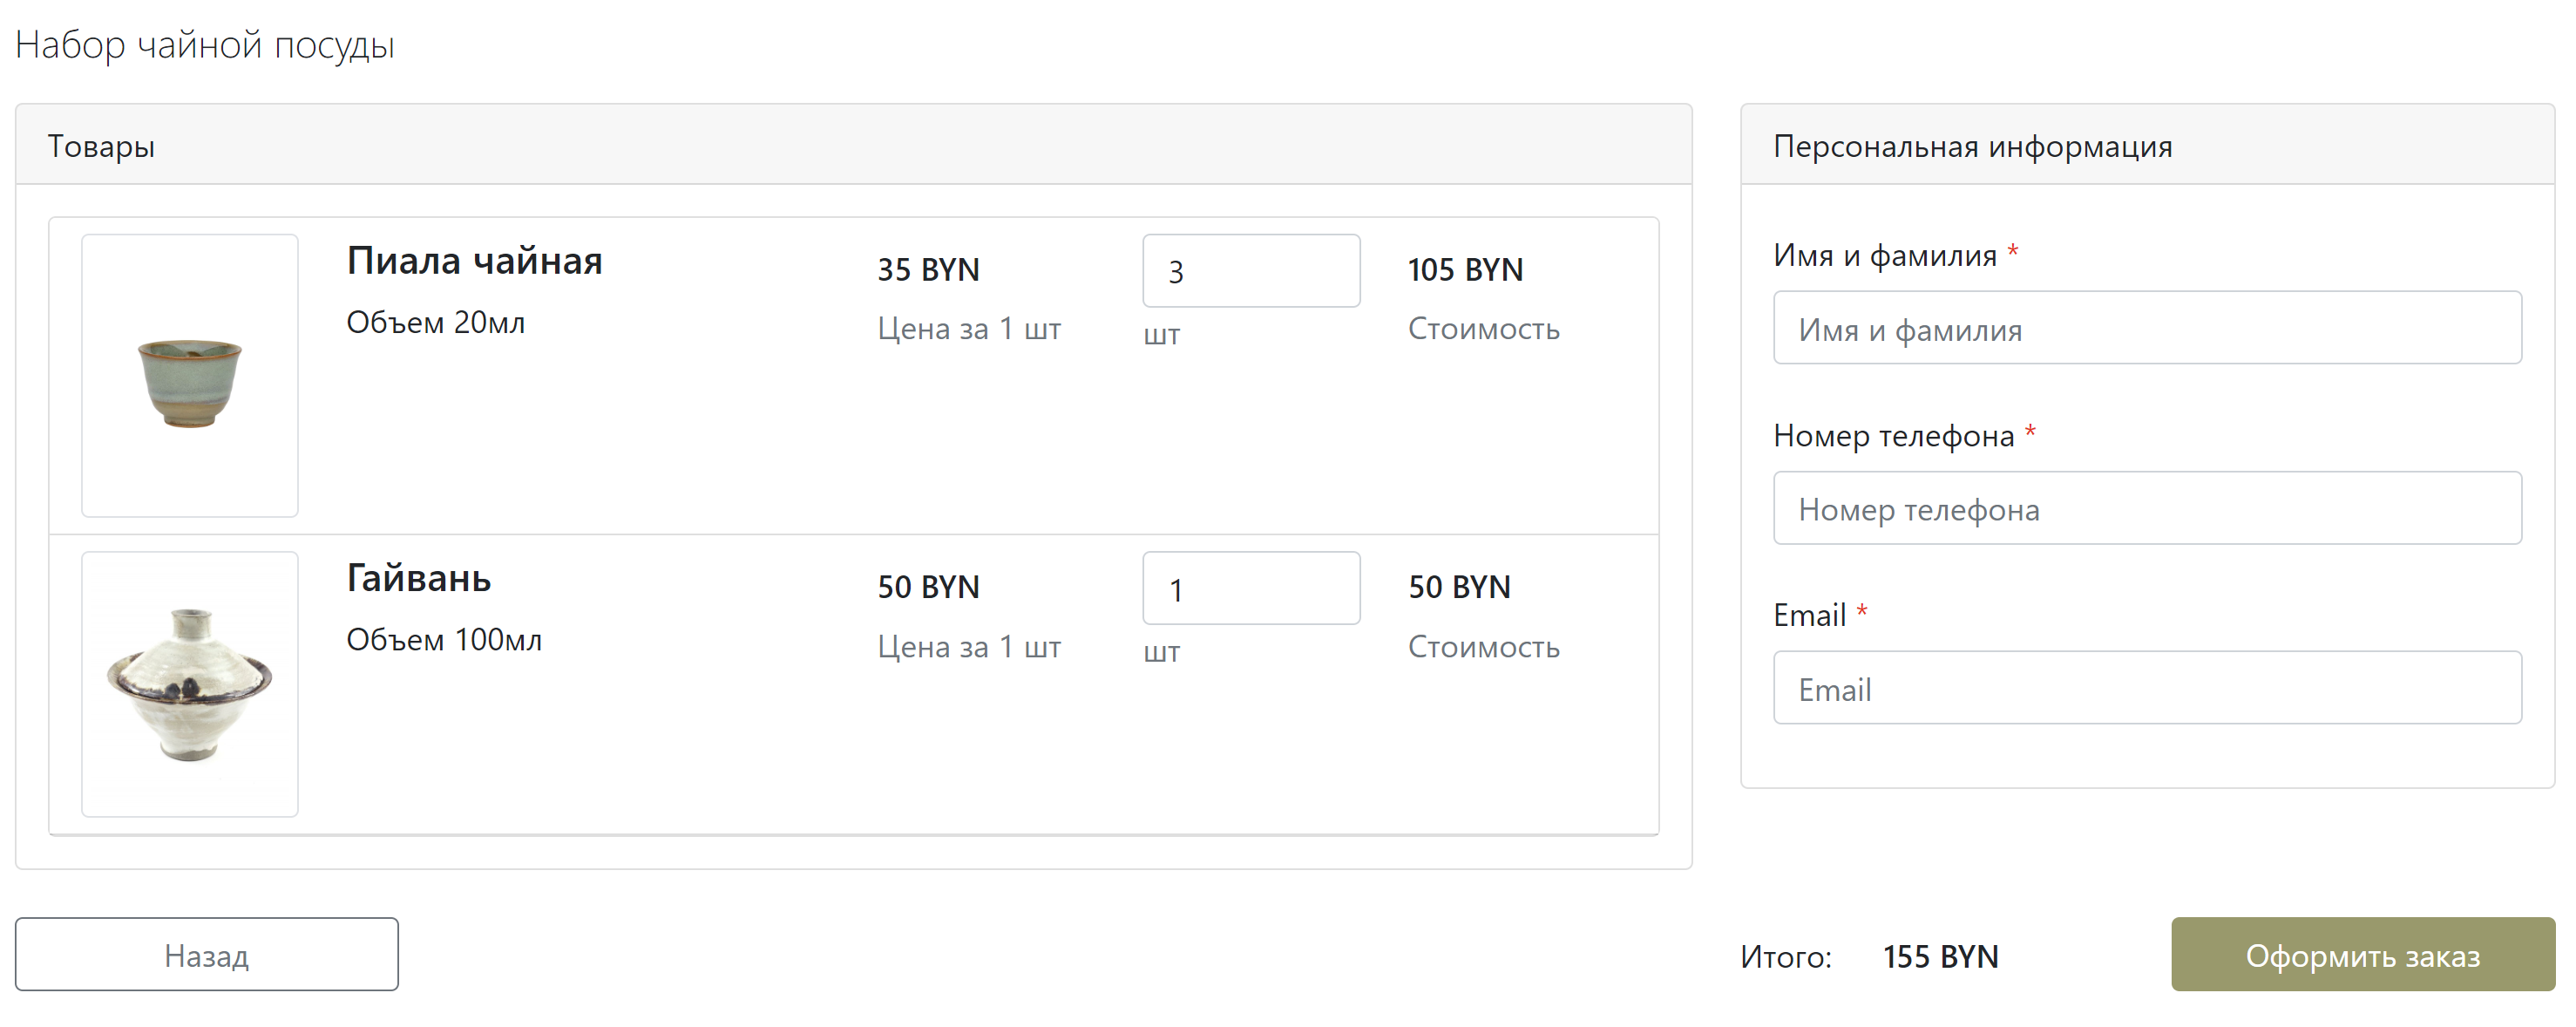 Набор чайной посуды
Товары
Пиала чайная
Объем 20мл
35 BYN
Цена за 1 шт
3
шт
105 BYN
Стоимость
Гайвань
Объем 100мл
50 BYN
Цена за 1 шт
1
шт
50 BYN
Стоимость
Персональная информация
Имя и фамилия *
Имя и фамилия
Номер телефона *
Номер телефона
Email *
Email
Назад
Итого: 155 BYN
Оформить заказ